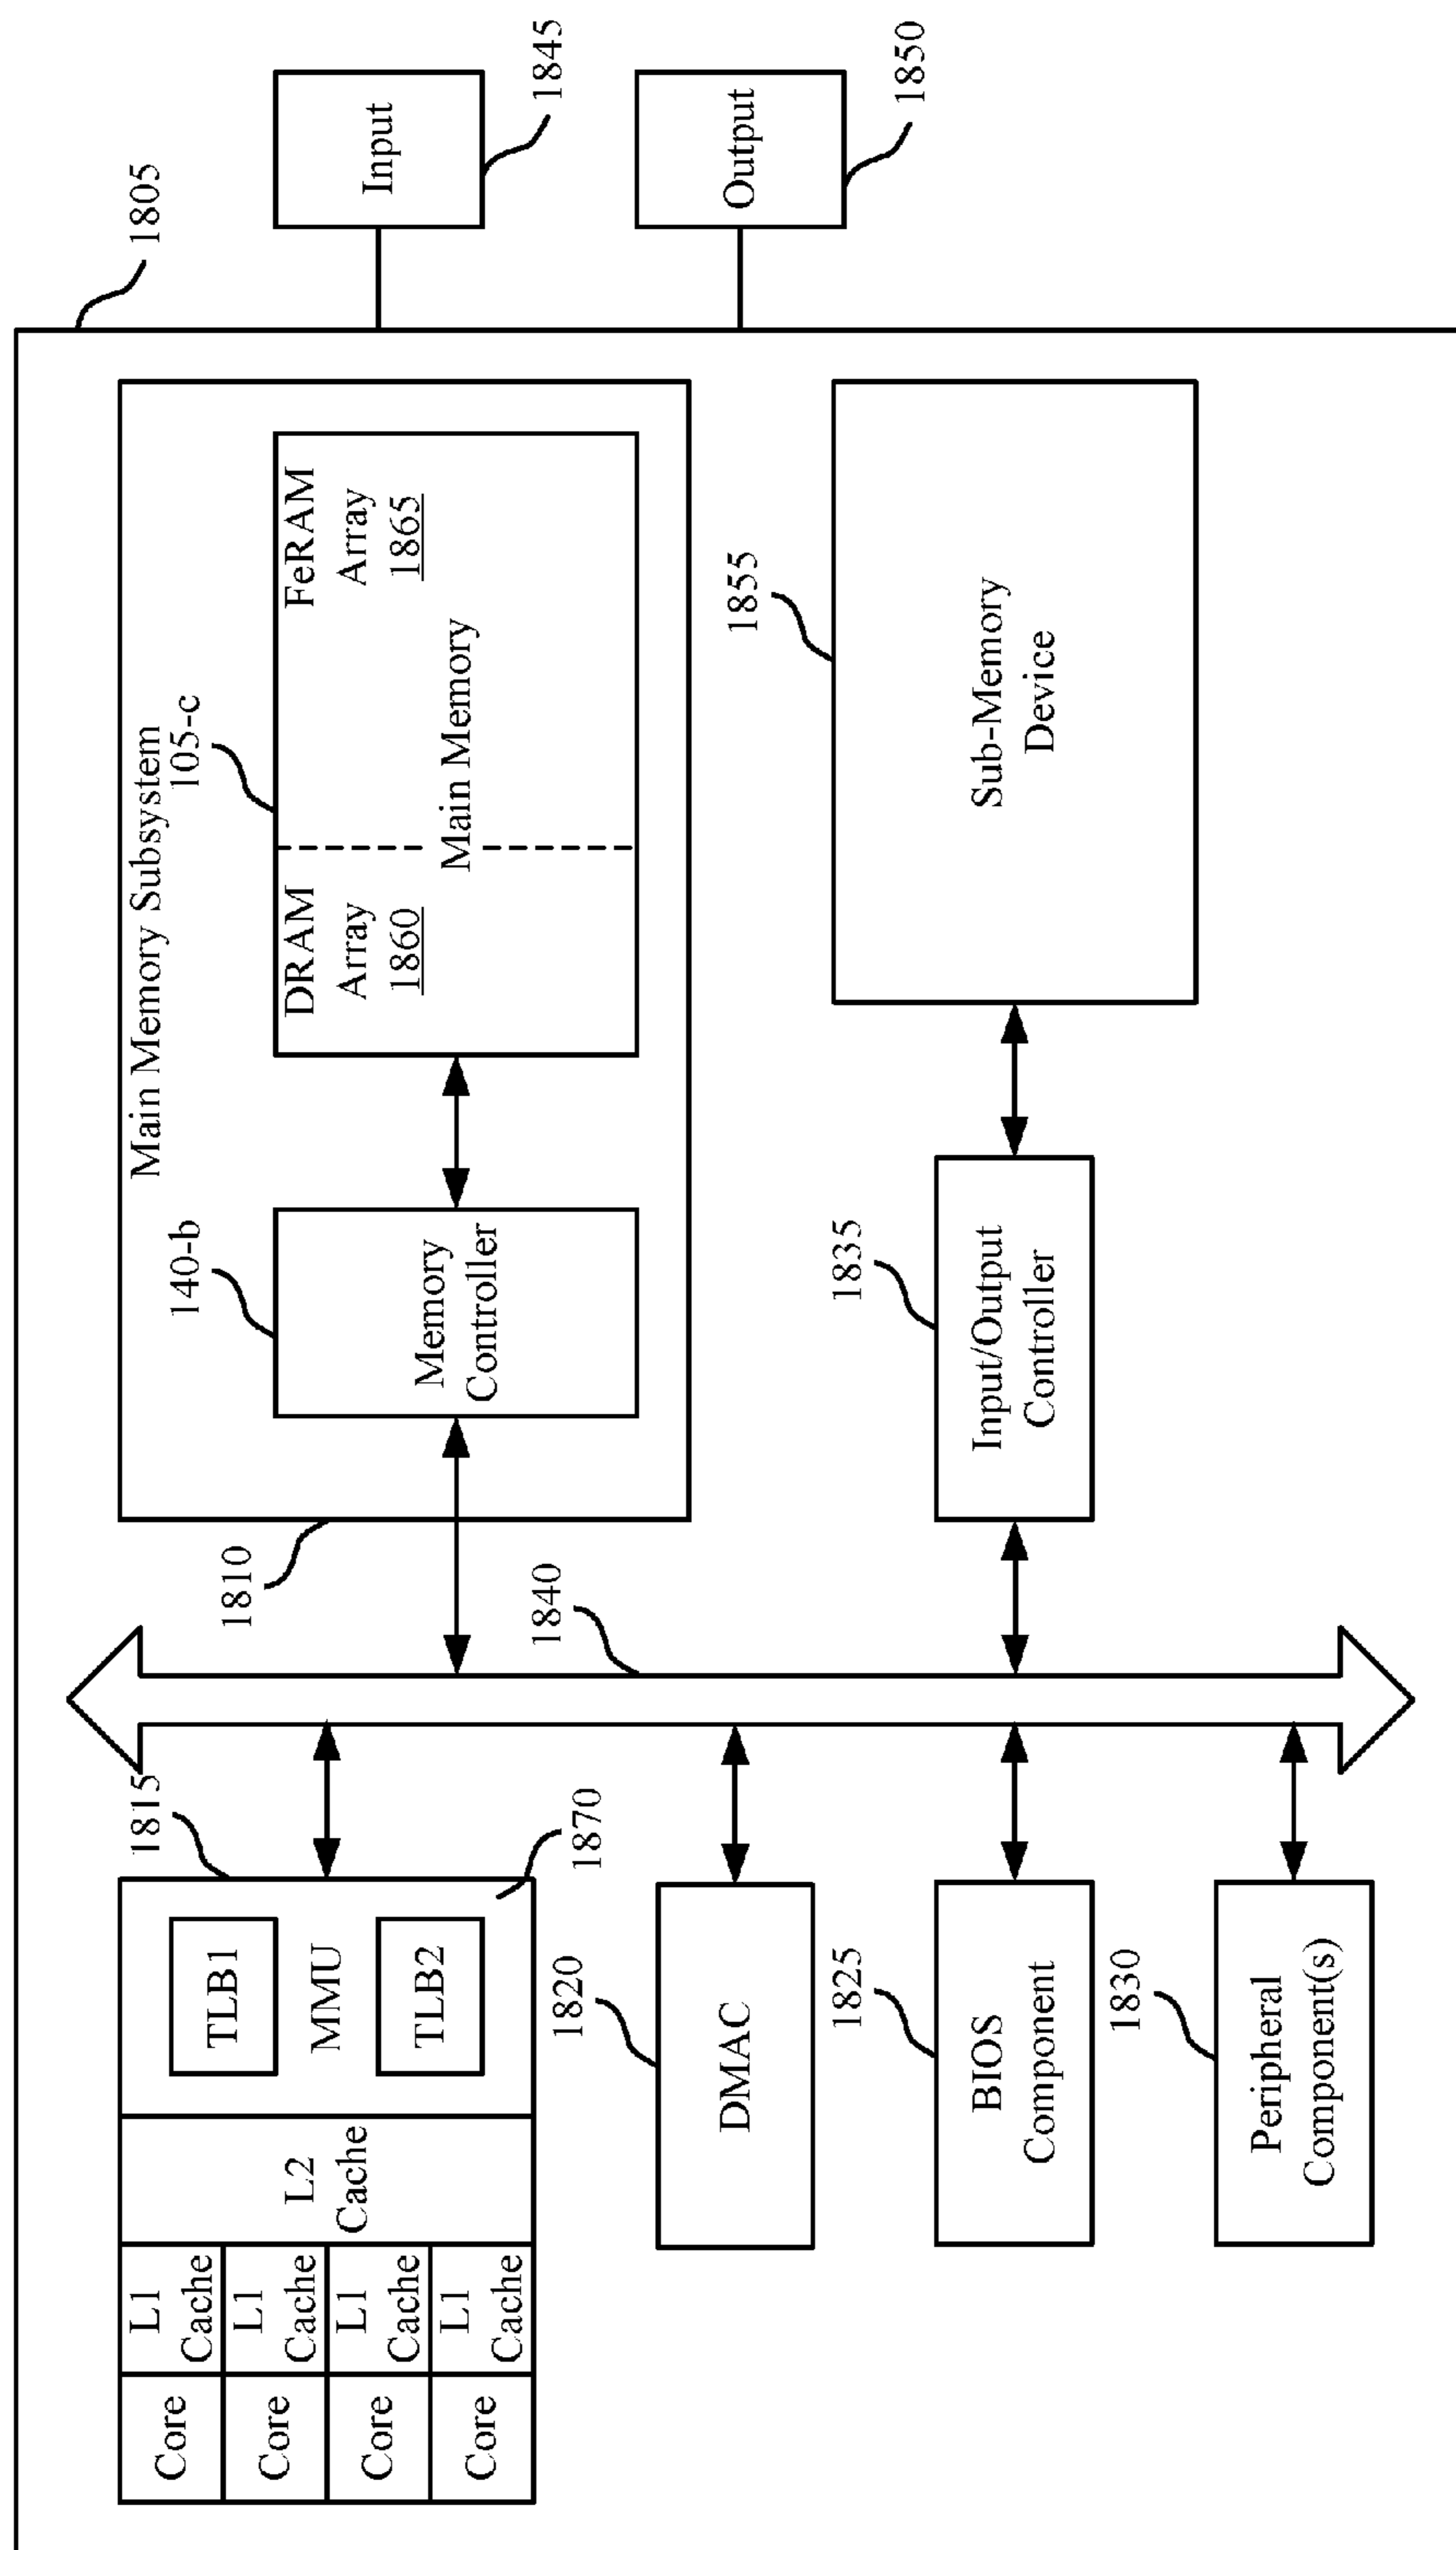 1805
Core
L1
Cache
Core
L1
Cache
Core
L1
Cache
Core
L1
Cache
L2
Cache
TLB1
MMU
TLB2
1815
1870
1810
Main Memory Subsystem
140-b
Memory
Controller
105-c
DRAM
Array
1860
FeRAM
Array
1865
Main Memory
Input
1845
Output
1850
1840
1820
DMAC
1825
BIOS
Component
1830
Peripheral
Component(s)
1835
Input/Output
Controller
1855
Sub-Memory
Device